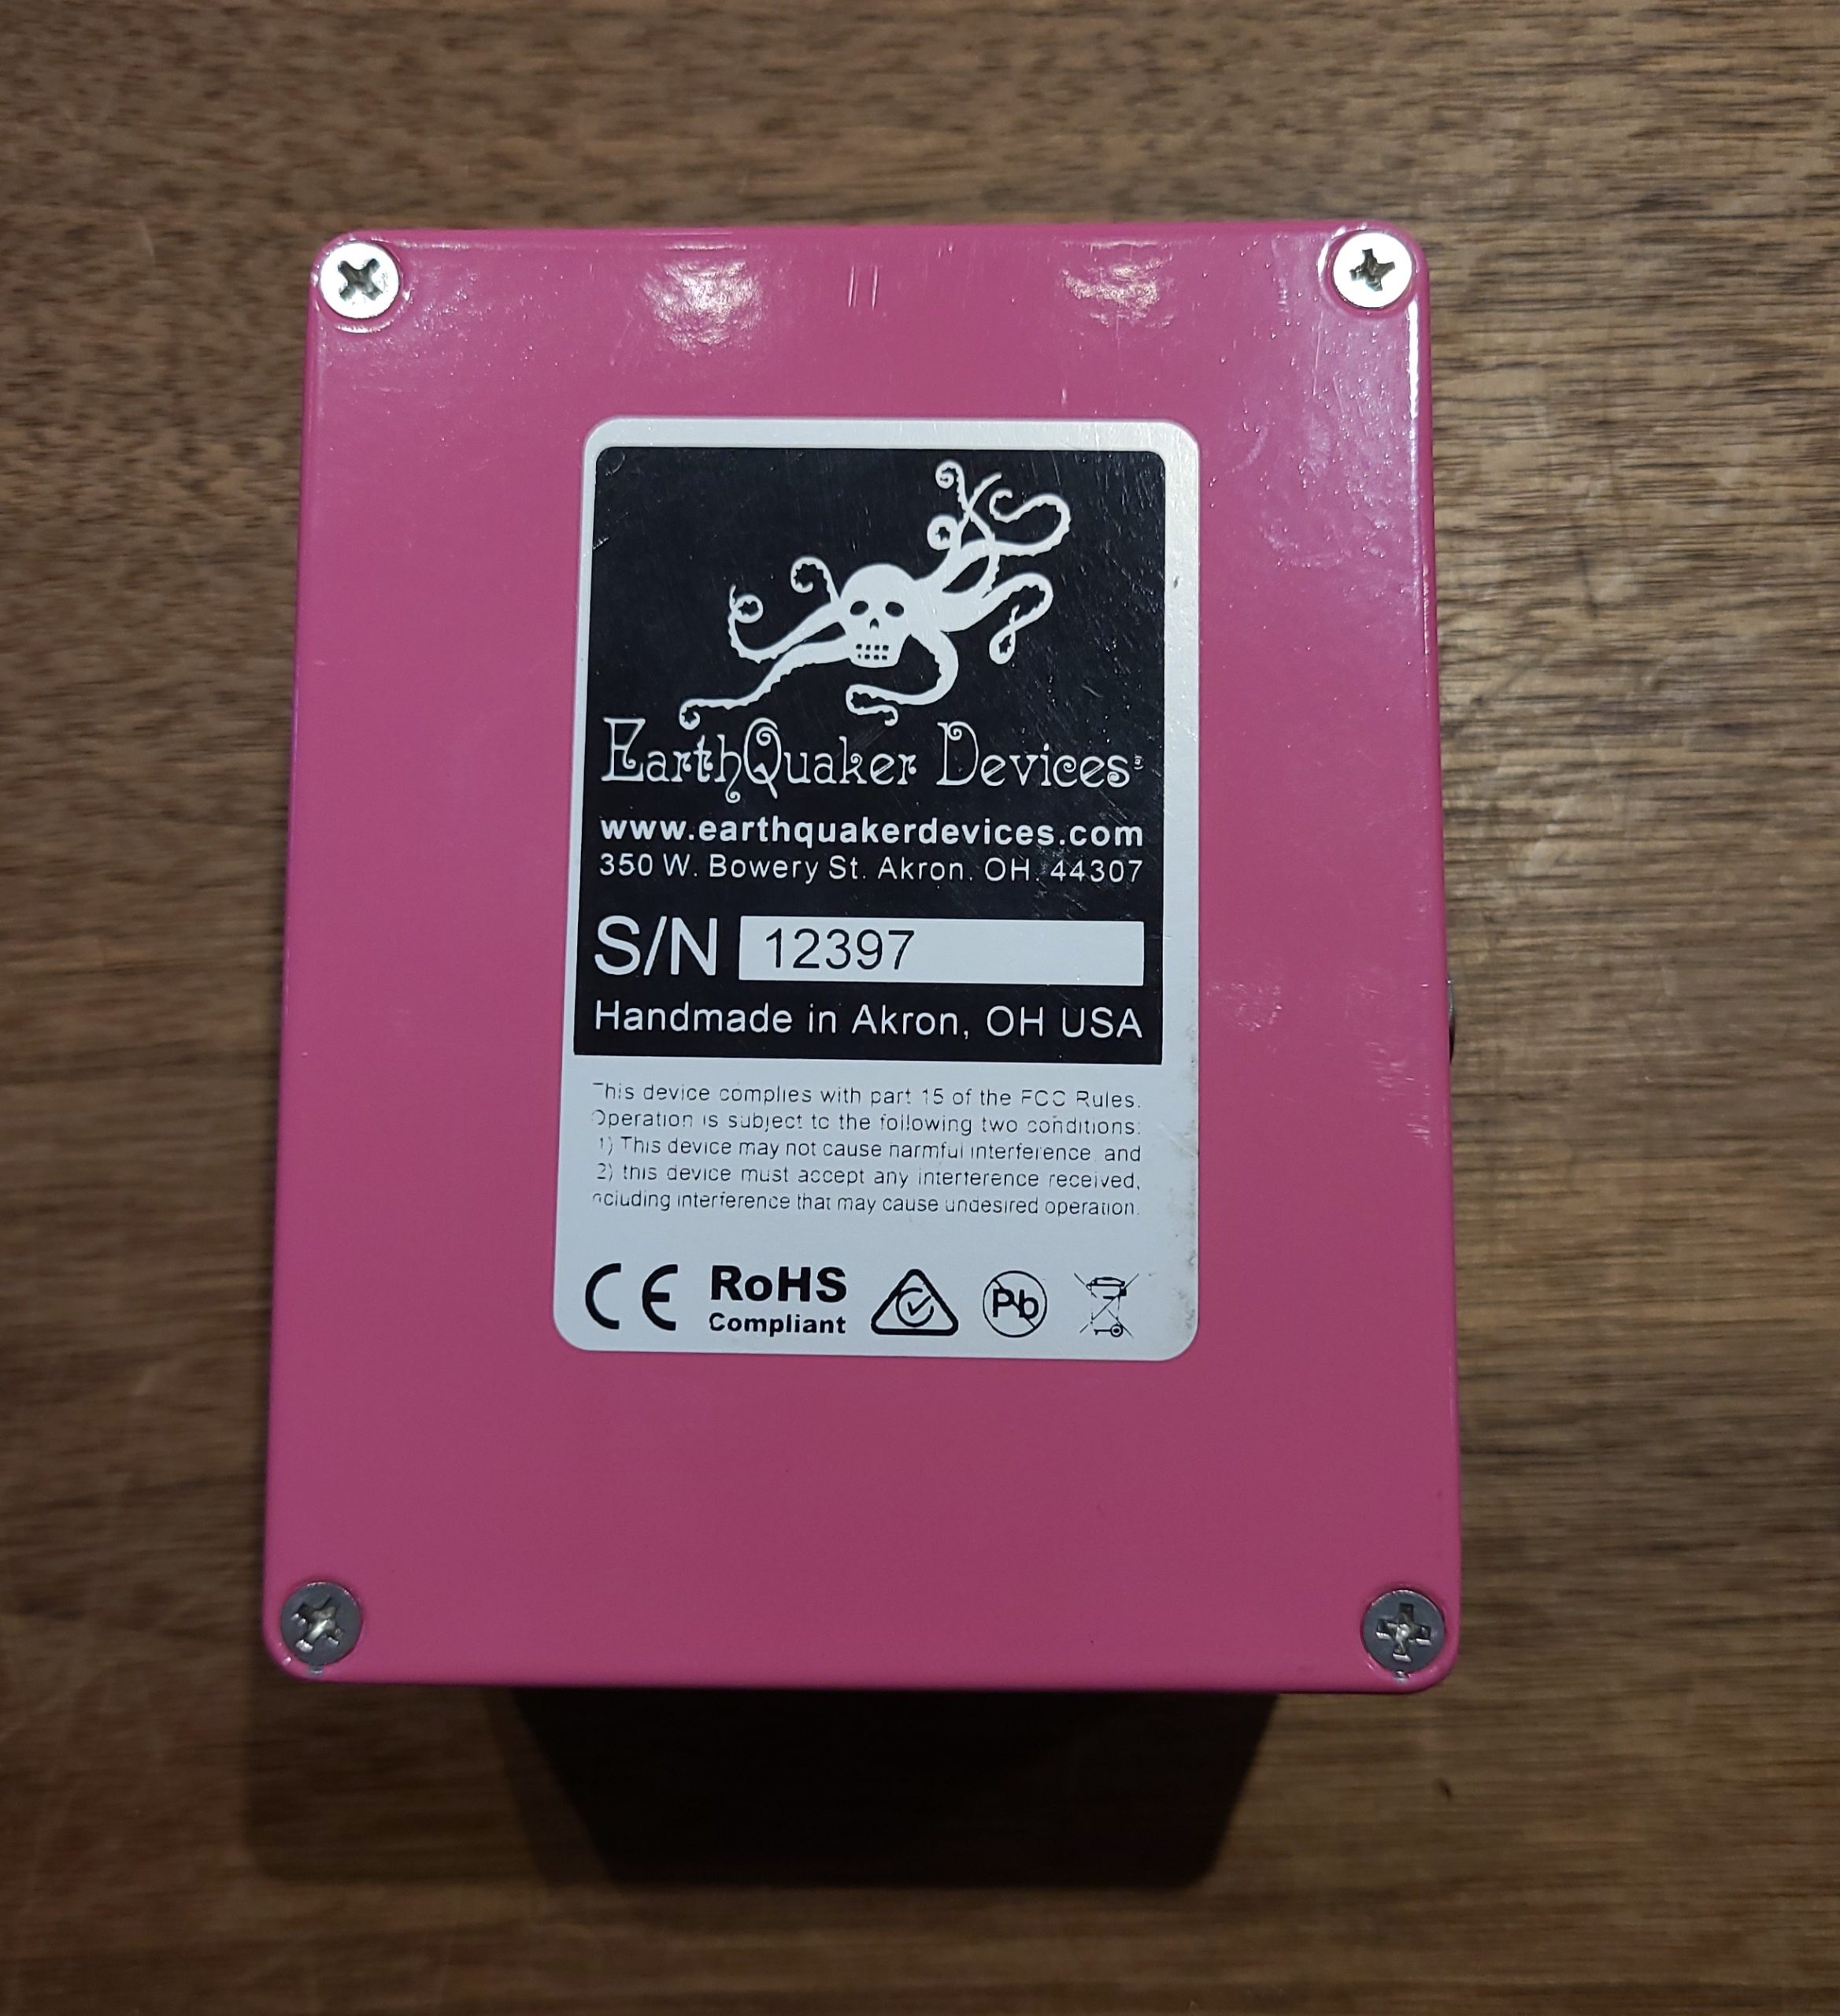 EarthQuaker Devices®
www.earthquakerdevices.com
350 W. Bowery St. Akron. OH. 44307
S/N 12397
Handmade in Akron, OH USA
This device complies with part 15 of the FCC Rules.
Operation is subject to the following two conditions:
1) This device may not cause harmful interference and
2) this device must accept any interference received,
including interference that may cause undesired operation.
CE RoHS
Compliant
Pb